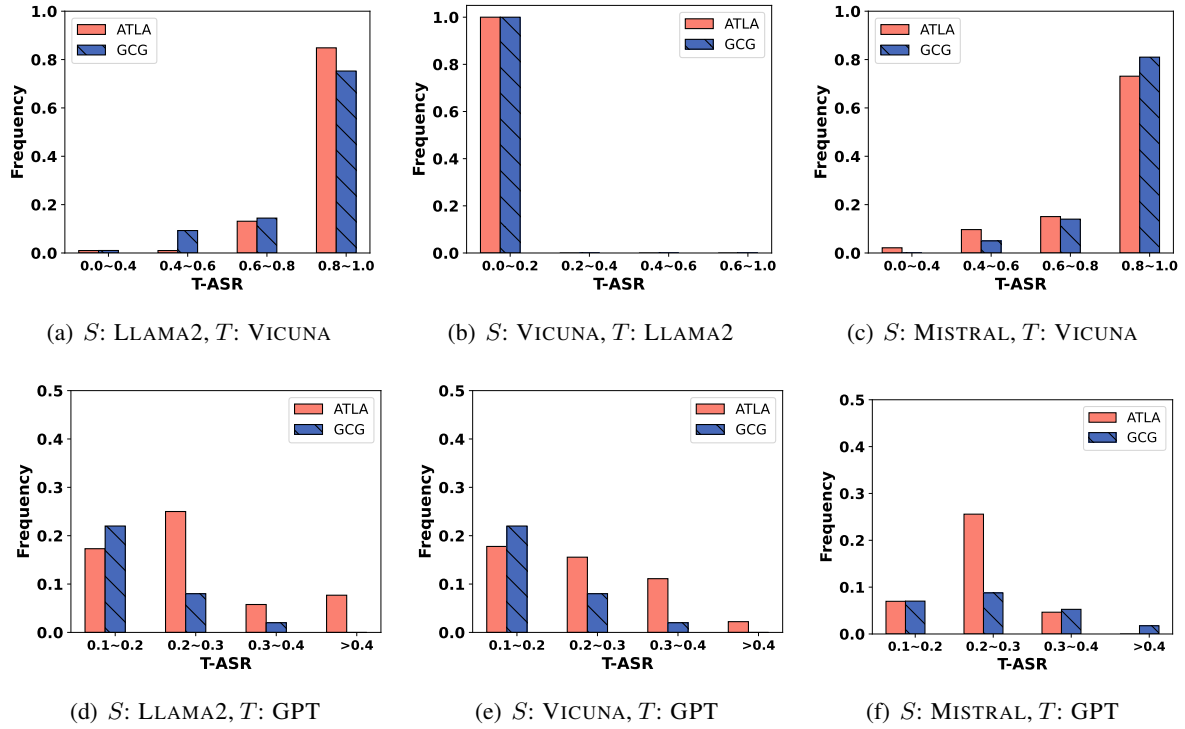 1.0
0.8
0.6
0.4
0.2
0.0
Frequency
ATLA
GCG
0.0~0.4 0.4~0.6 0.6~0.8 0.8~1.0
T-ASR
(a) S: LLAMA2, T: VICUNA
1.0
0.8
0.6
0.4
0.2
0.0
Frequency
ATLA
GCG
0.0~0.2 0.2~0.4 0.4~0.6 0.6~1.0
T-ASR
(b) S: VICUNA, T: LLAMA2
1.0
0.8
0.6
0.4
0.2
0.0
Frequency
ATLA
GCG
0.0~0.4 0.4~0.6 0.6~0.8 0.8~1.0
T-ASR
(c) S: MISTRAL, T: VICUNA
0.5
0.4
0.3
0.2
0.1
0.0
Frequency
ATLA
GCG
0.1~0.2 0.2~0.3 0.3~0.4 >0.4
T-ASR
(d) S: LLAMA2, T: GPT
0.5
0.4
0.3
0.2
0.1
0.0
Frequency
ATLA
GCG
0.1~0.2 0.2~0.3 0.3~0.4 >0.4
T-ASR
(e) S: VICUNA, T: GPT
0.5
0.4
0.3
0.2
0.1
0.0
Frequency
ATLA
GCG
0.1~0.2 0.2~0.3 0.3~0.4 >0.4
T-ASR
(f) S: MISTRAL, T: GPT